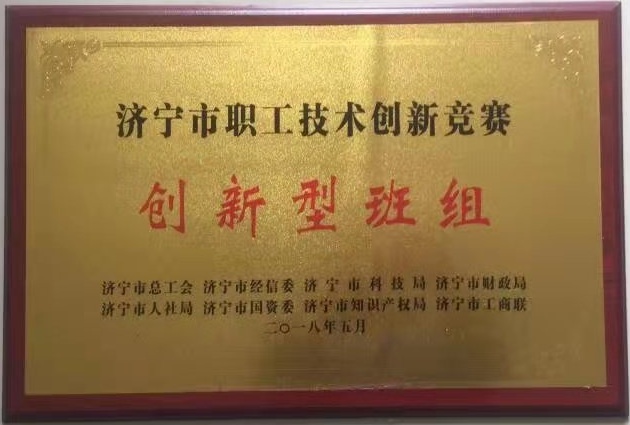 济宁市职工技术创新竞赛
创新型班组
济宁市总工会 济宁市经信委 济宁市科技局 济宁市财政局
济宁市人社局 济宁市国资委 济宁市知识产权局 济宁市工商联
二〇一八年五月